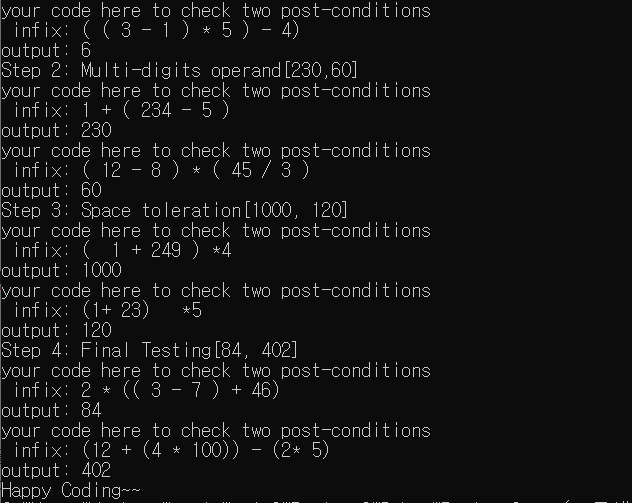 your code here to check two post-conditions
infix: ( ( 3 - 1 ) * 5 ) - 4)
output: 6
Step 2: Multi-digits operand[230,60]
your code here to check two post-conditions
infix: 1 + ( 234 - 5 )
output: 230
your code here to check two post-conditions
infix: ( 12 - 8 ) * ( 45 / 3 )
output: 60
Step 3: Space toleration[1000, 120]
your code here to check two post-conditions
infix: (  1 + 249 ) *4
output: 1000
your code here to check two post-conditions
infix: (1+ 23)   *5
output: 120
Step 4: Final Testing[84, 402]
your code here to check two post-conditions
infix: 2 * (( 3 - 7 ) + 46)
output: 84
your code here to check two post-conditions
infix: (12 + (4 * 100)) - (2* 5)
output: 402
Happy Coding~~